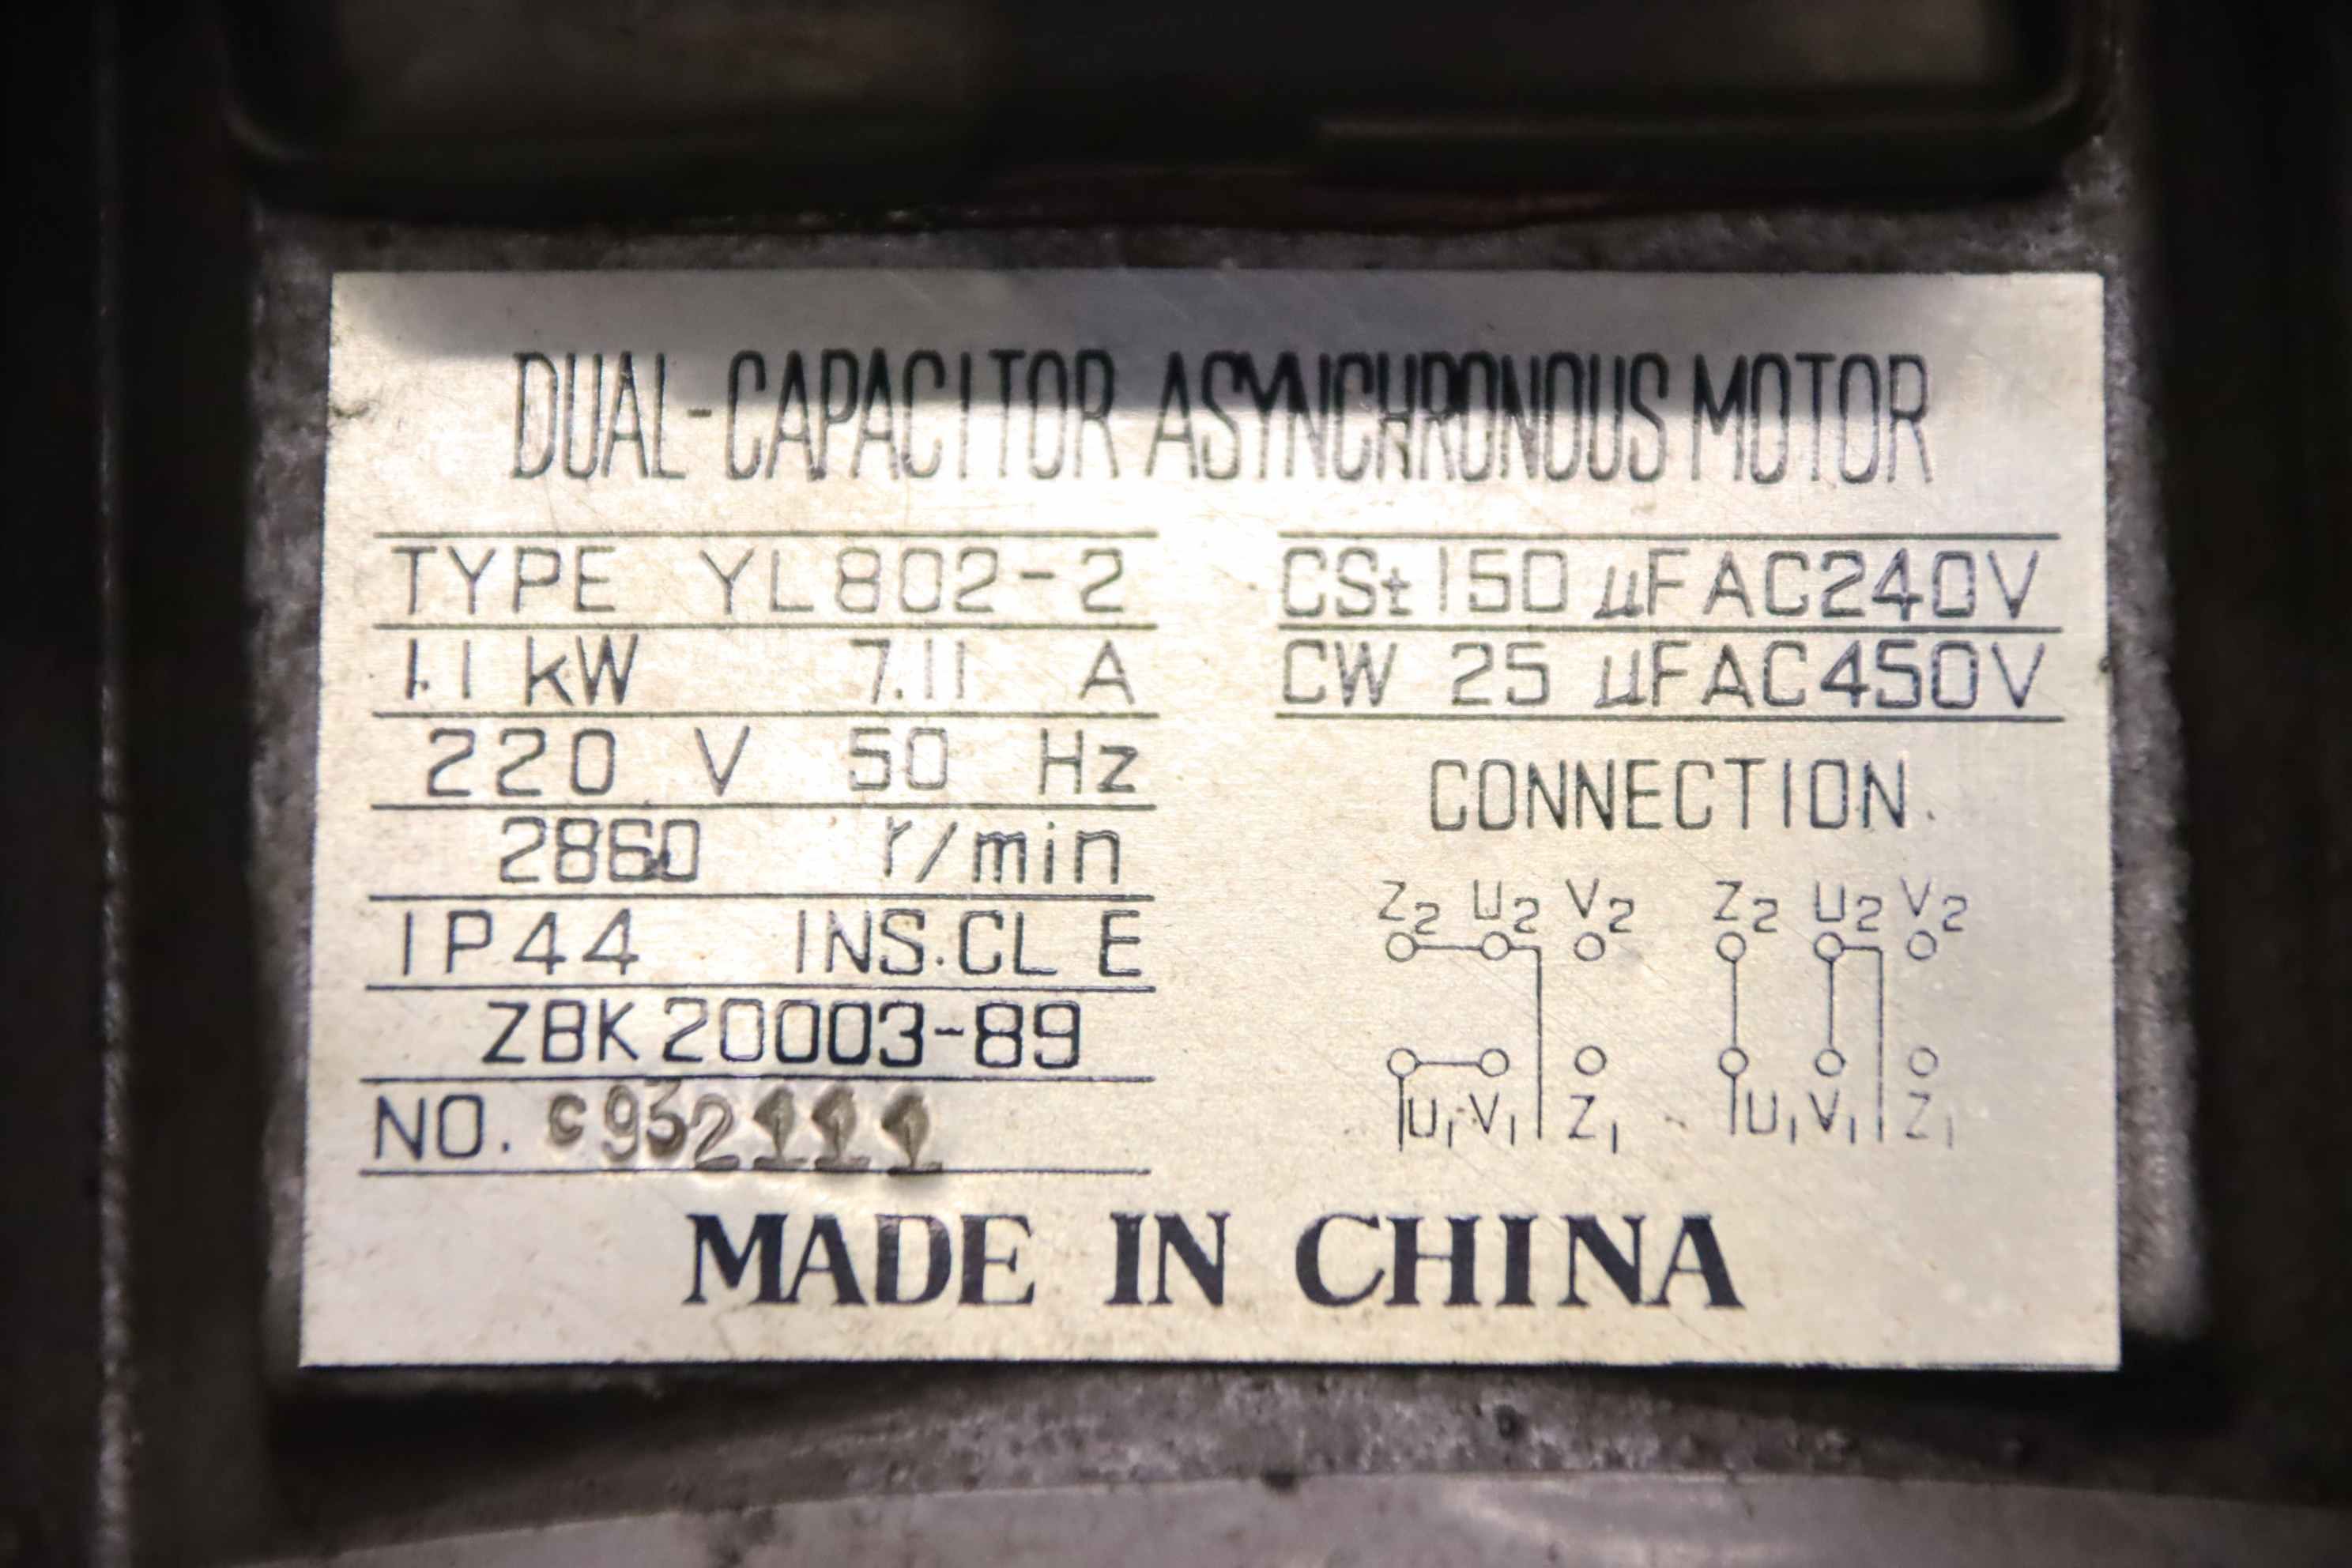 DUAL-CAPACITOR ASYNCHRONOUS MOTOR
TYPE YL802-2
1.1 kW 7.11 A
220 V 50 Hz
2860 r/min
IP44 INS.CL E
ZBK20003-89
NO. C932111
CSt 150 µF AC240V
CW 25 µF AC450V
CONNECTION.
Z2 U2 V2 Z2 U2 V2
U1 V1 Z1 U1 V1 Z1
MADE IN CHINA